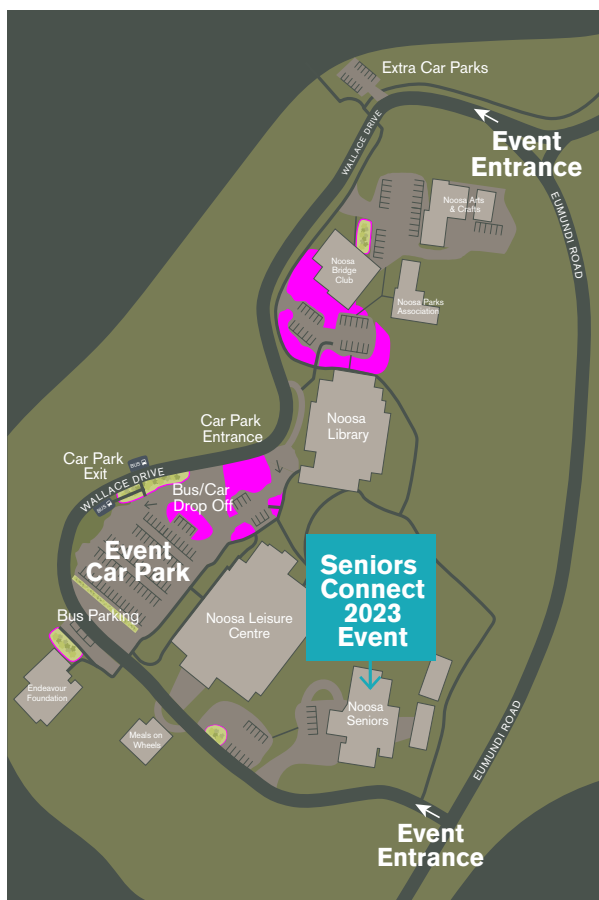 Extra Car Parks
WALLACE DRIVE
Event
Entrance
EUMUNDI ROAD
Noosa Arts
& Crafts
Noosa
Bridge
Club
Noosa Parks
Association
Noosa
Library
Car Park
Entrance
Car Park
Exit
BUS
WALLACE DRIVE
BUS
Bus/Car
Drop Off
Event
Car Park
Seniors
Connect
2023
Event
Bus Parking
Noosa Leisure
Centre
Endeavour
Foundation
Noosa
Seniors
Meals on
Wheels
EUMUNDI ROAD
Event
Entrance